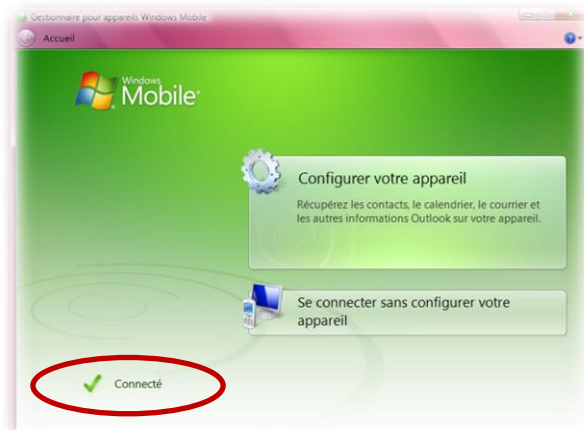 Gestionnaire pour appareils Windows Mobile
Accueil
Windows
Mobile
Configurer votre appareil
Récupérez les contacts, le calendrier, le courrier et
les autres informations Outlook sur votre appareil.
Se connecter sans configurer votre
appareil
Connecté